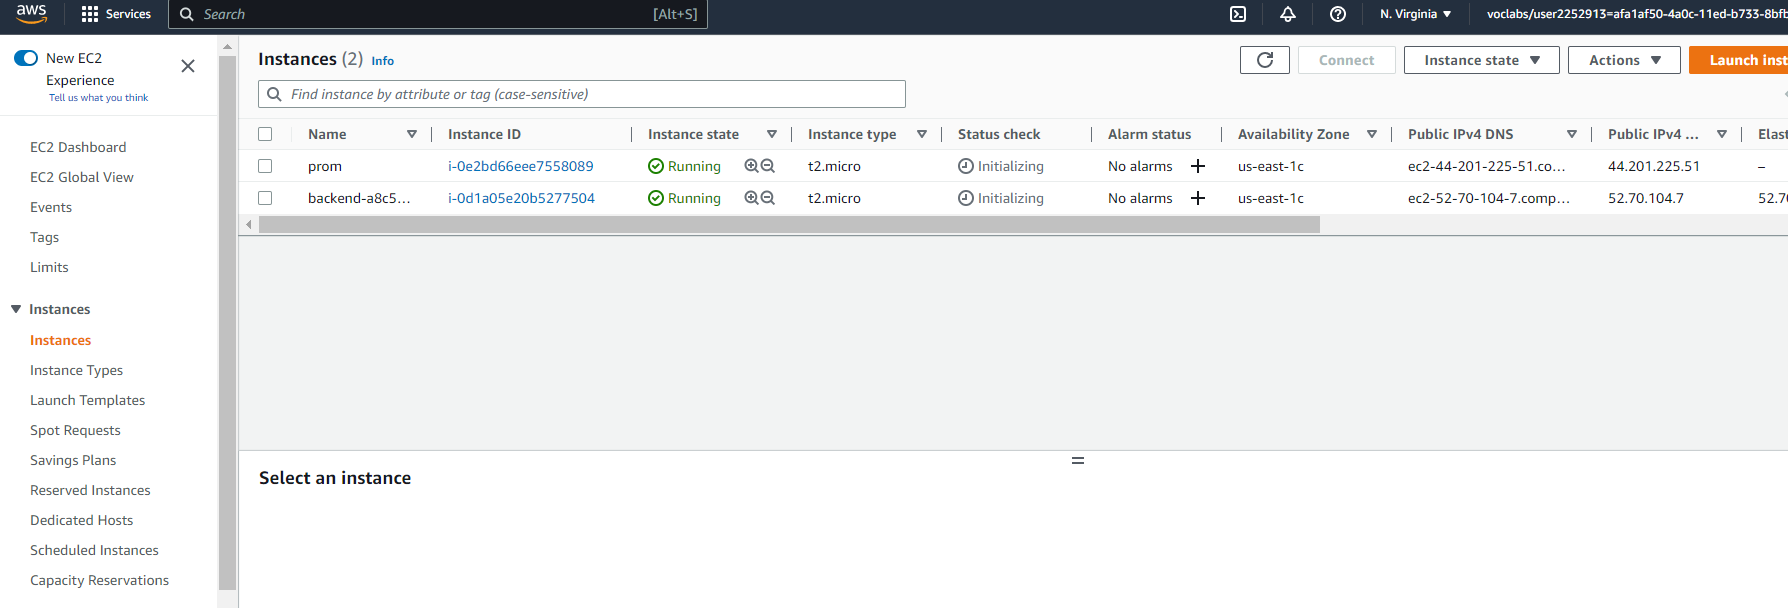 aws Services Search [Alt+S] N. Virginia voclabs/user2252913=afa1af50-4a0c-11ed-b733-8bfb
New EC2
Experience
Tell us what you think
EC2 Dashboard
EC2 Global View
Events
Tags
Limits
Instances
Instances
Instance Types
Launch Templates
Spot Requests
Savings Plans
Reserved Instances
Dedicated Hosts
Scheduled Instances
Capacity Reservations
Instances (2) Info
Connect Instance state Actions Launch inst
Find instance by attribute or tag (case-sensitive)
Name Instance ID Instance state Instance type Status check Alarm status Availability Zone Public IPv4 DNS Public IPv4 ... Elast
prom i-0e2bd66eee7558089 Running t2.micro Initializing No alarms + us-east-1c ec2-44-201-225-51.co... 44.201.225.51 –
backend-a8c5... i-0d1a05e20b5277504 Running t2.micro Initializing No alarms + us-east-1c ec2-52-70-104-7.comp... 52.70.104.7 52.70
Select an instance